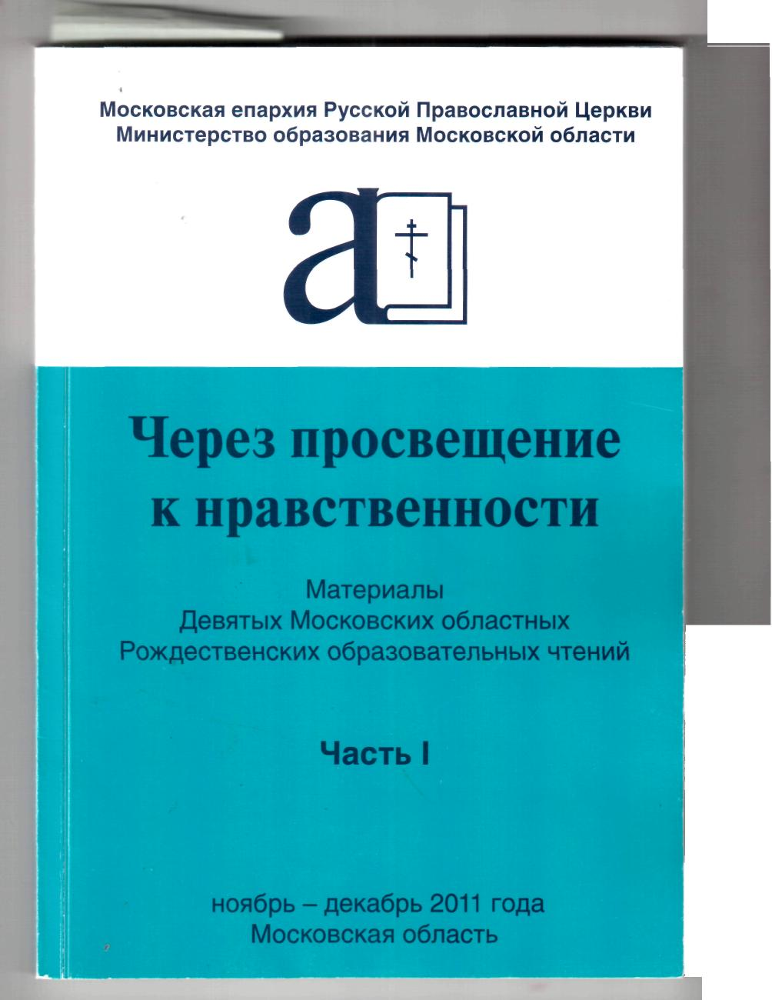 Московская епархия Русской Православной Церкви
Министерство образования Московской области
а
Через просвещение
к нравственности
Материалы
Девятых Московских областных
Рождественских образовательных чтений
Часть I
ноябрь – декабрь 2011 года
Московская область